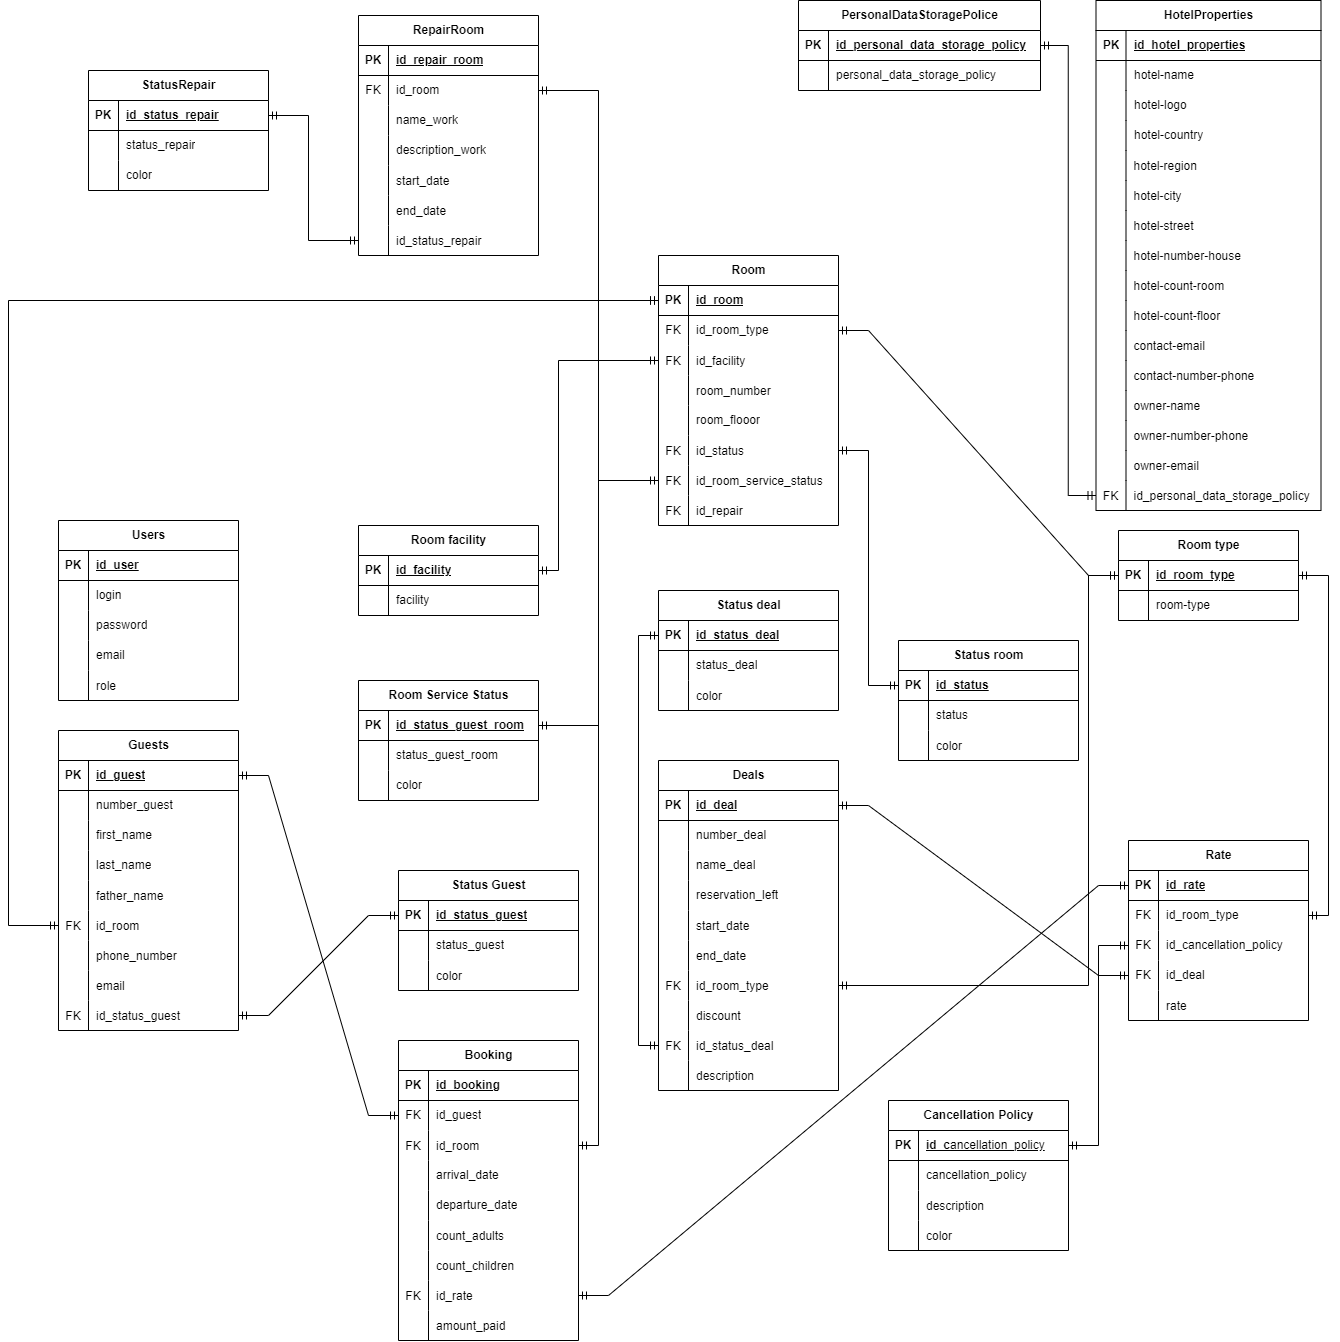 PersonalDataStoragePolice
PK id_personal_data_storage_policy
personal_data_storage_policy
HotelProperties
PK id_hotel_properties
hotel-name
hotel-logo
hotel-country
hotel-region
hotel-city
hotel-street
hotel-number-house
hotel-count-room
hotel-count-floor
contact-email
contact-number-phone
owner-name
owner-number-phone
owner-email
FK id_personal_data_storage_policy
RepairRoom
PK id_repair_room
FK id_room
name_work
description_work
start_date
end_date
id_status_repair
StatusRepair
PK id_status_repair
status_repair
color
Room
PK id_room
FK id_room_type
FK id_facility
room_number
room_flooor
FK id_status
FK id_room_service_status
FK id_repair
Users
PK id_user
login
password
email
role
Room facility
PK id_facility
facility
Room type
PK id_room_type
room-type
Status deal
PK id_status_deal
status_deal
color
Status room
PK id_status
status
color
Room Service Status
PK id_status_guest_room
status_guest_room
color
Guests
PK id_guest
number_guest
first_name
last_name
father_name
FK id_room
phone_number
email
FK id_status_guest
Deals
PK id_deal
number_deal
name_deal
reservation_left
start_date
end_date
FK id_room_type
discount
FK id_status_deal
description
Rate
PK id_rate
FK id_room_type
FK id_cancellation_policy
FK id_deal
rate
Status Guest
PK id_status_guest
status_guest
color
Booking
PK id_booking
FK id_guest
FK id_room
arrival_date
departure_date
count_adults
count_children
FK id_rate
amount_paid
Cancellation Policy
PK id_cancellation_policy
cancellation_policy
description
color